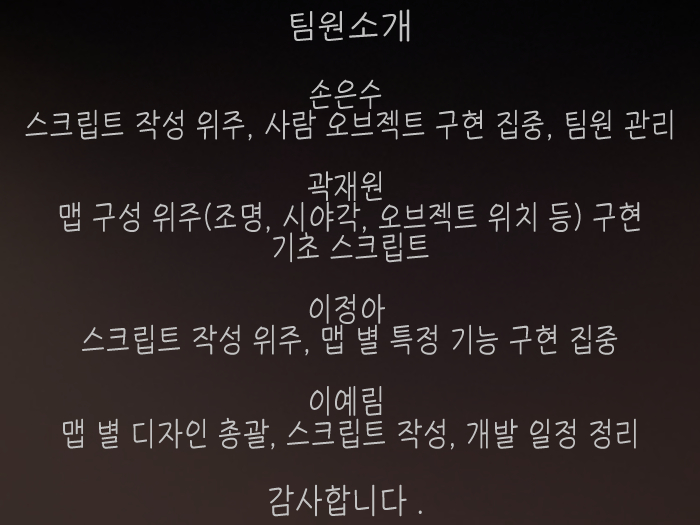 팀원소개
손은수
스크립트 작성 위주, 사람 오브젝트 구현 집중, 팀원 관리
곽재원
맵 구성 위주(조명, 시야각, 오브젝트 위치 등) 구현
기초 스크립트
이정아
스크립트 작성 위주, 맵 별 특정 기능 구현 집중
이예림
맵 별 디자인 총괄, 스크립트 작성, 개발 일정 정리
감사합니다 .